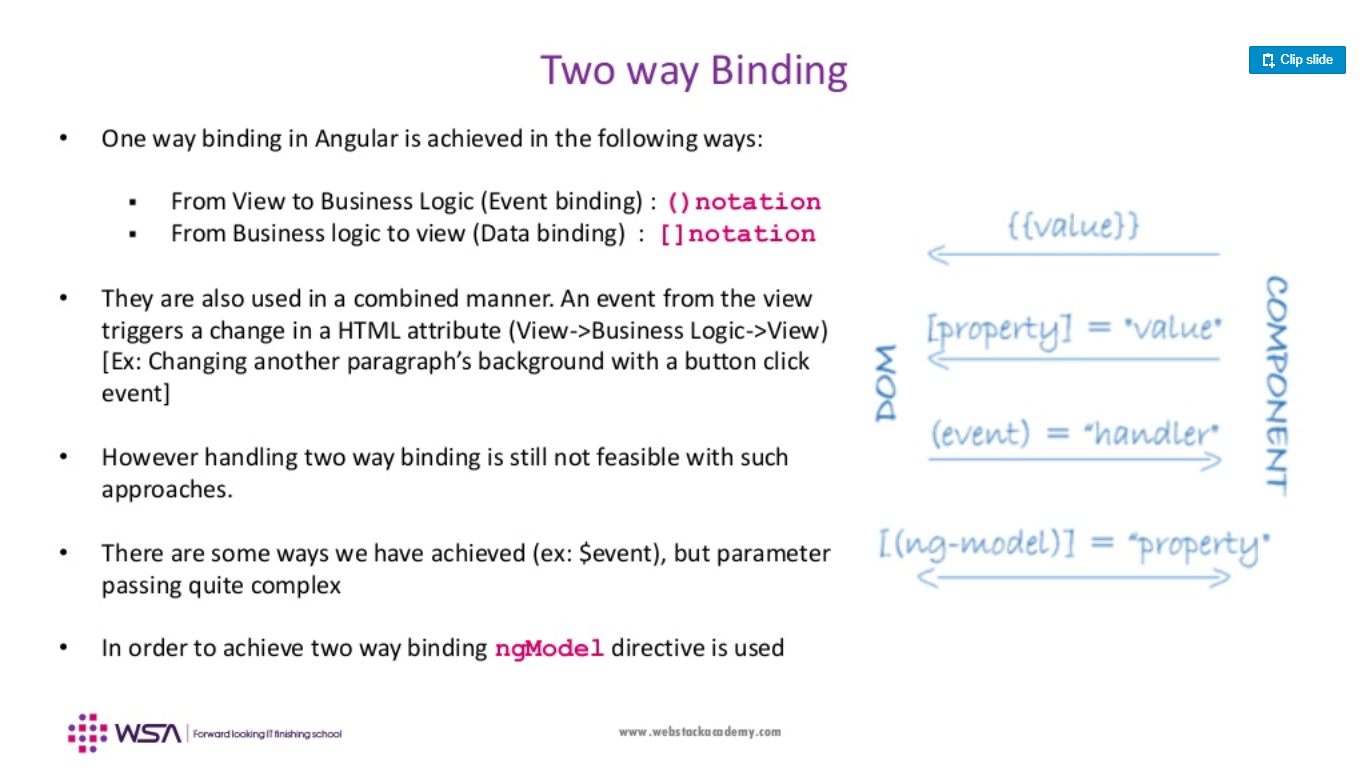 Two way Binding
Clip slide
• One way binding in Angular is achieved in the following ways:
▪ From View to Business Logic (Event binding) : ()notation
▪ From Business logic to view (Data binding) : []notation
• They are also used in a combined manner. An event from the view
triggers a change in a HTML attribute (View->Business Logic->View)
[Ex: Changing another paragraph’s background with a button click
event]
• However handling two way binding is still not feasible with such
approaches.
• There are some ways we have achieved (ex: $event), but parameter
passing quite complex
• In order to achieve two way binding ngModel directive is used
{{value}}
[property] = "value"
(event) = "handler"
[(ng-model)] = "property"
DOM
COMPONENT
WSA Forward looking IT finishing school
www.webstackacademy.com